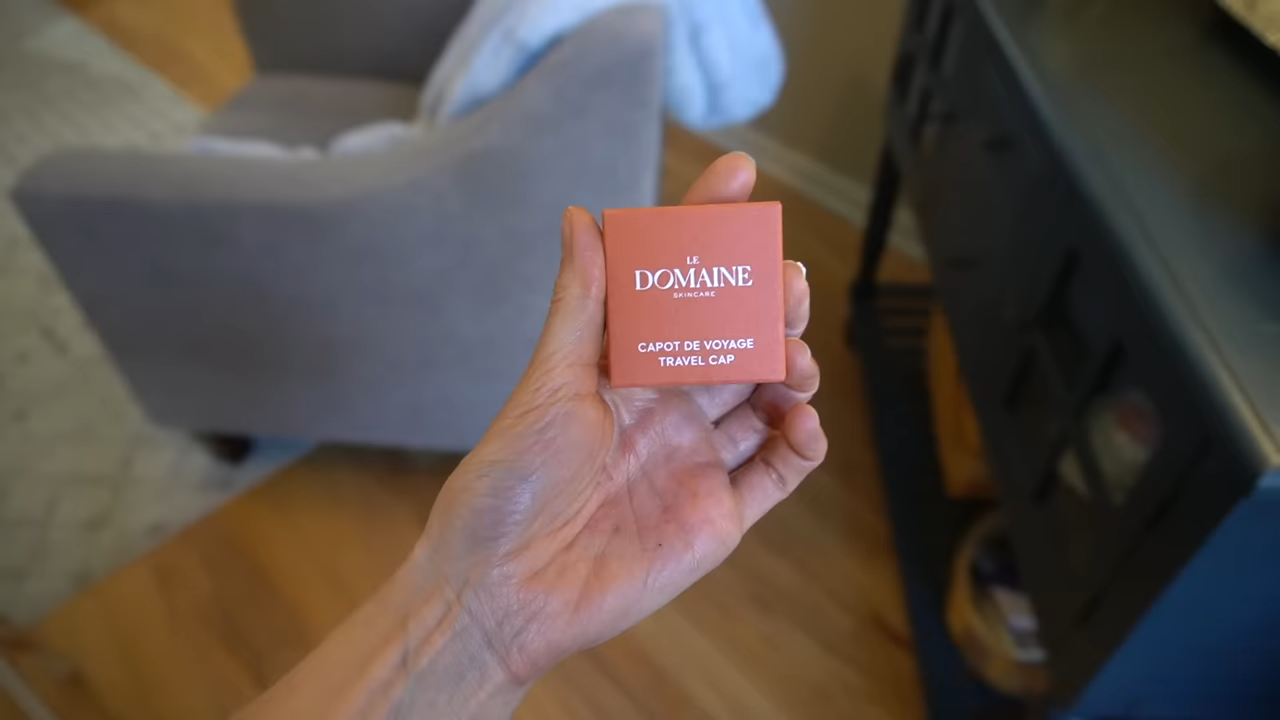 LE
DOMAINE
SKINCARE
CAPOT DE VOYAGE
TRAVEL CAP